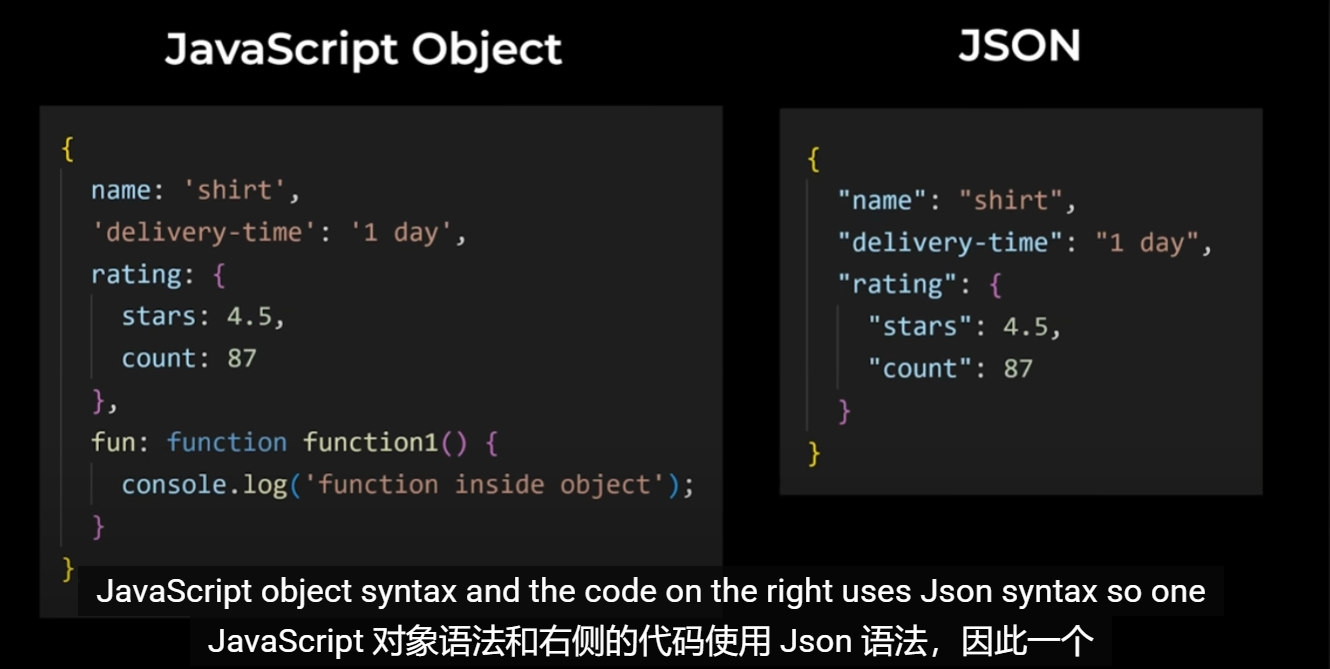 JavaScript Object
{
name: 'shirt',
'delivery-time': '1 day',
rating: {
stars: 4.5,
count: 87
},
fun: function function1() {
console.log('function inside object');
}
}
JSON
{
"name": "shirt",
"delivery-time": "1 day",
"rating": {
"stars": 4.5,
"count": 87
}
}
JavaScript object syntax and the code on the right uses Json syntax so one
JavaScript 对象语法和右侧的代码使用 Json 语法，因此一个